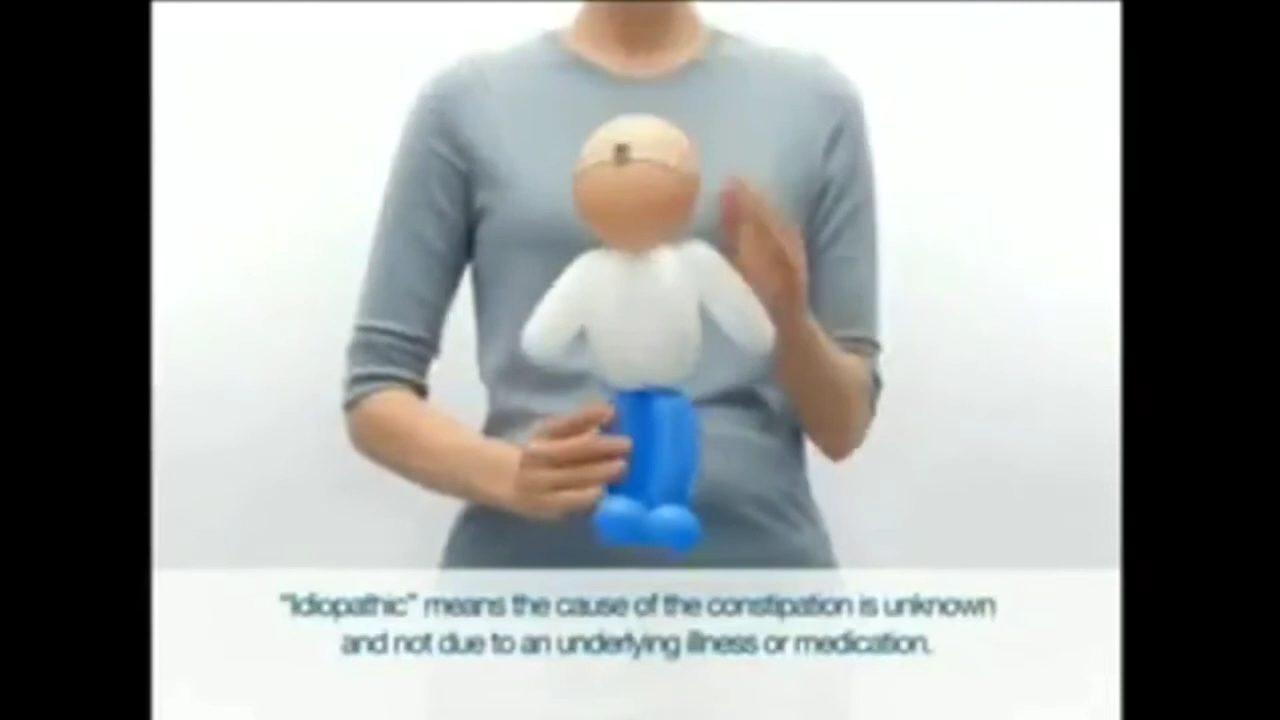 "Idiopathic" means the cause of the constipation is unknown
and not due to an underlying illness or medication.